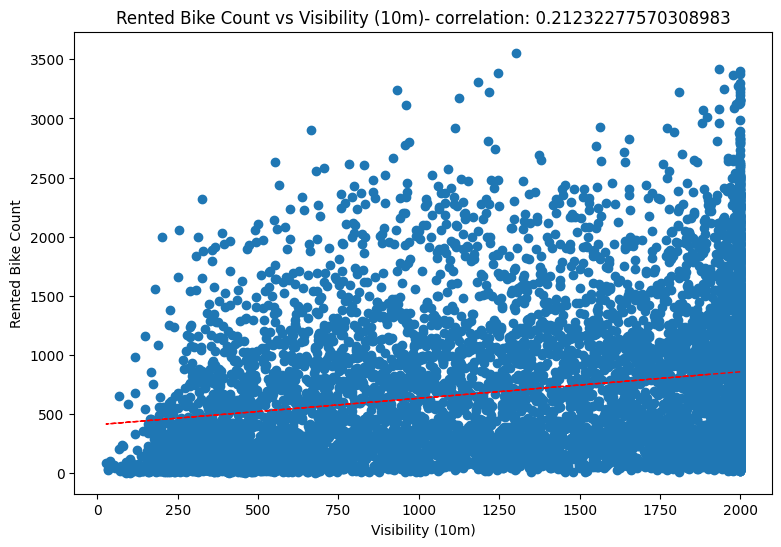 Rented Bike Count vs Visibility (10m)- correlation: 0.21232277570308983
3500
3000
2500
2000
1500
1000
500
0
Rented Bike Count
0 250 500 750 1000 1250 1500 1750 2000
Visibility (10m)